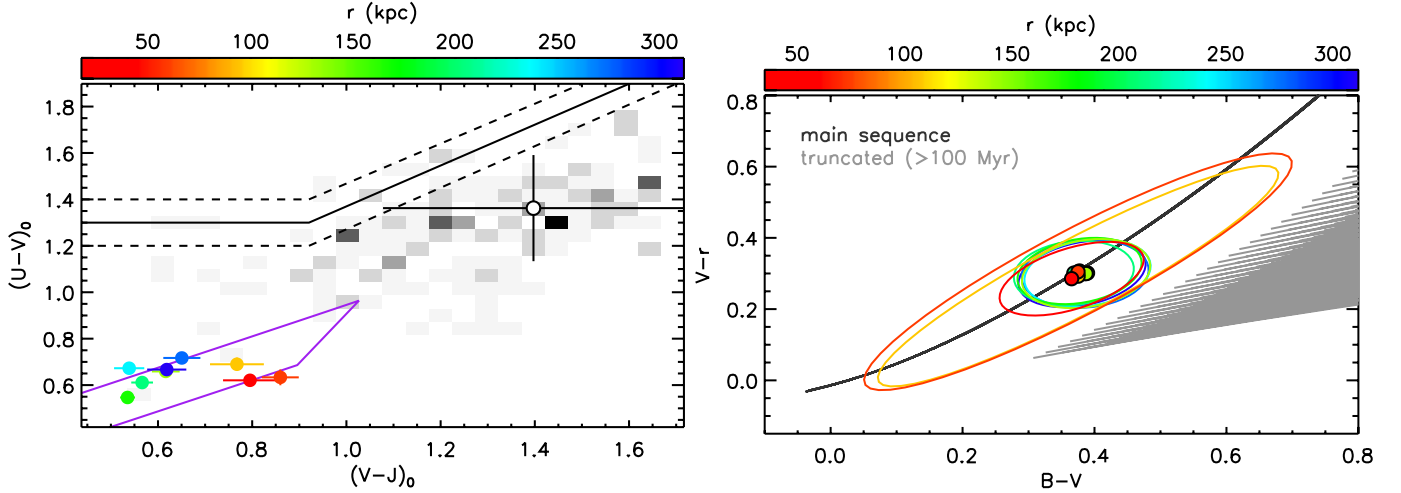 r (kpc)
50 100 150 200 250 300
1.8
1.6
1.4
1.2
1.0
0.8
0.6
(U−V)₀
0.6 0.8 1.0 1.2 1.4 1.6
(V−J)₀
r (kpc)
50 100 150 200 250 300
0.8
0.6
0.4
0.2
0.0
V−r
main sequence
truncated (>100 Myr)
0.0 0.2 0.4 0.6 0.8
B−V